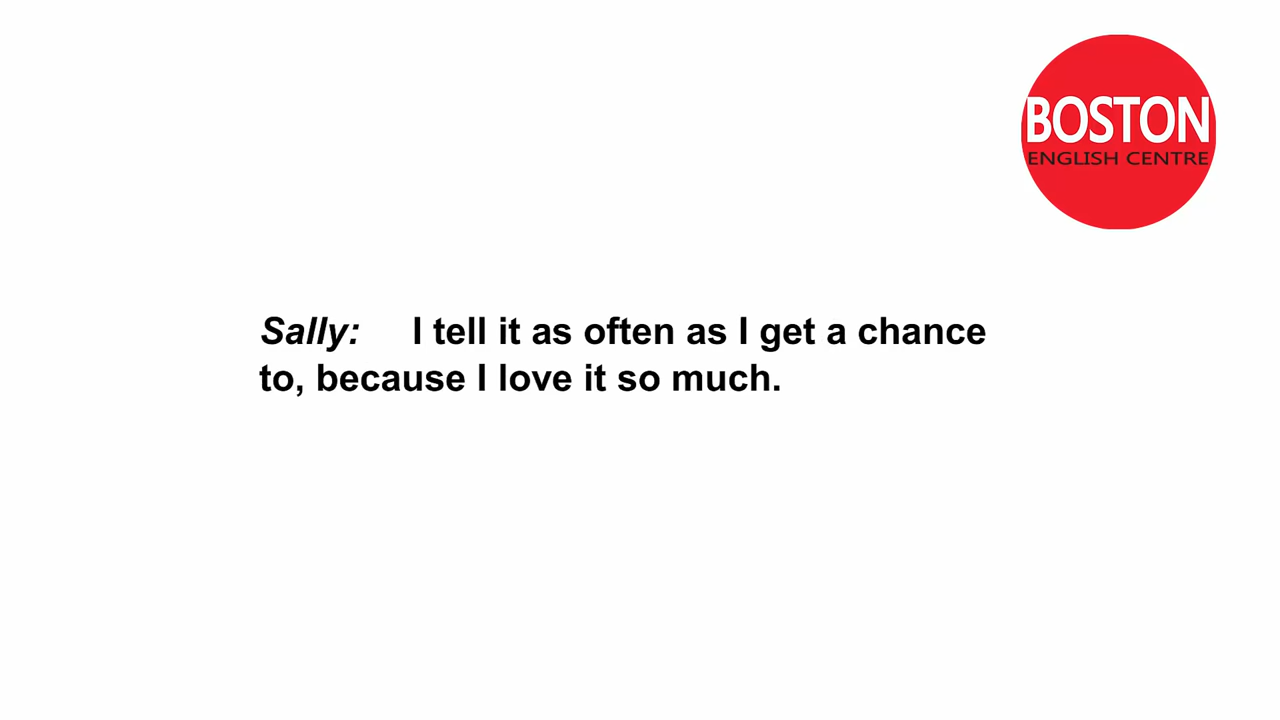 BOSTON
ENGLISH CENTRE
Sally: I tell it as often as I get a chance
to, because I love it so much.